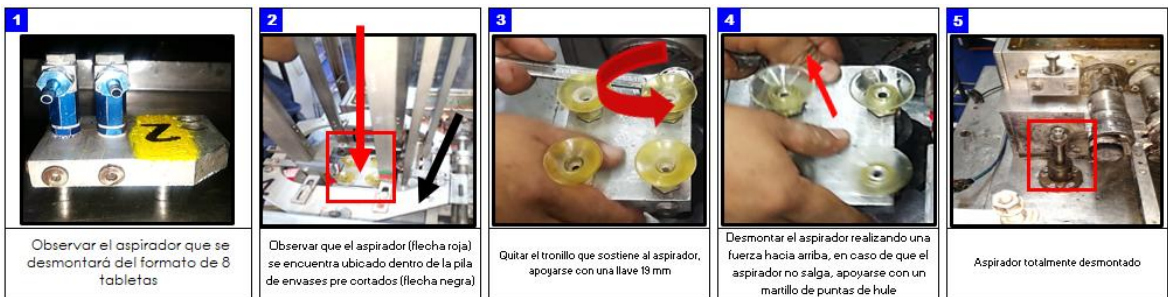 1
2
3
4
5
2
Observar el aspirador que se
desmontará del formato de 8
tabletas
Observar que el aspirador (flecha roja)
se encuentra ubicado dentro de la pila
de envases pre cortados (flecha negra)
Quitar el tronillo que sostiene al aspirador,
apoyarse con una llave 19 mm
Desmontar el aspirador realizando una
fuerza hacia arriba, en caso de que el
aspirador no salga, apoyarse con un
martillo de puntas de hule
Aspirador totalmente desmontado